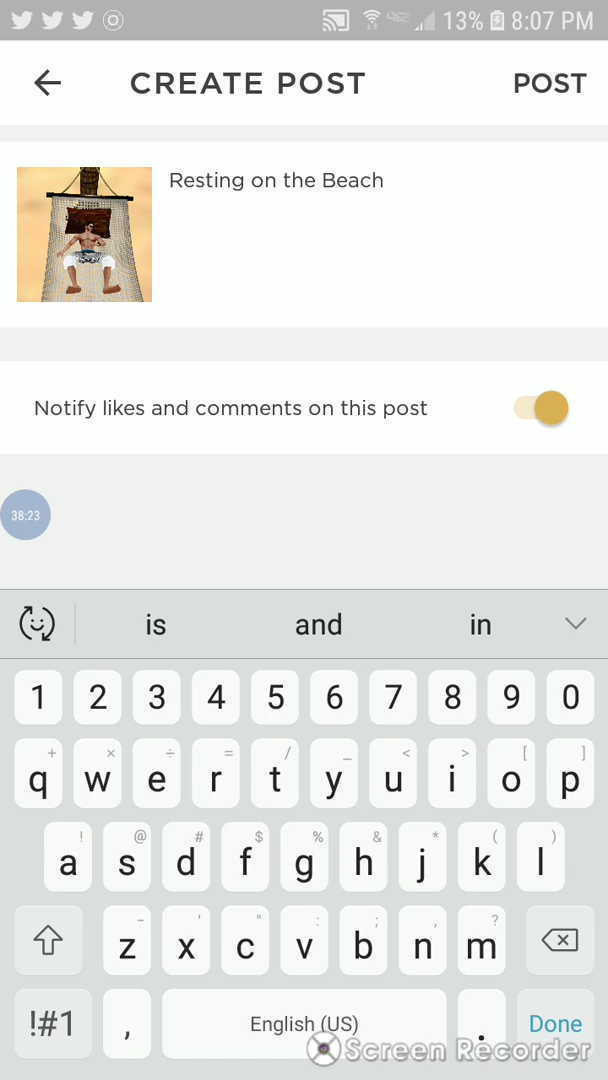 13% 8:07 PM
CREATE POST POST
Resting on the Beach
Notify likes and comments on this post
38:23
is and in
1 2 3 4 5 6 7 8 9 0
+ × ÷ = / _ < > [ ]
q w e r t y u i o p
! @ # $ % & * ( )
a s d f g h j k l
- ' " : ; , ?
z x c v b n m
!#1 , English (US) . Done
Screen Recorder